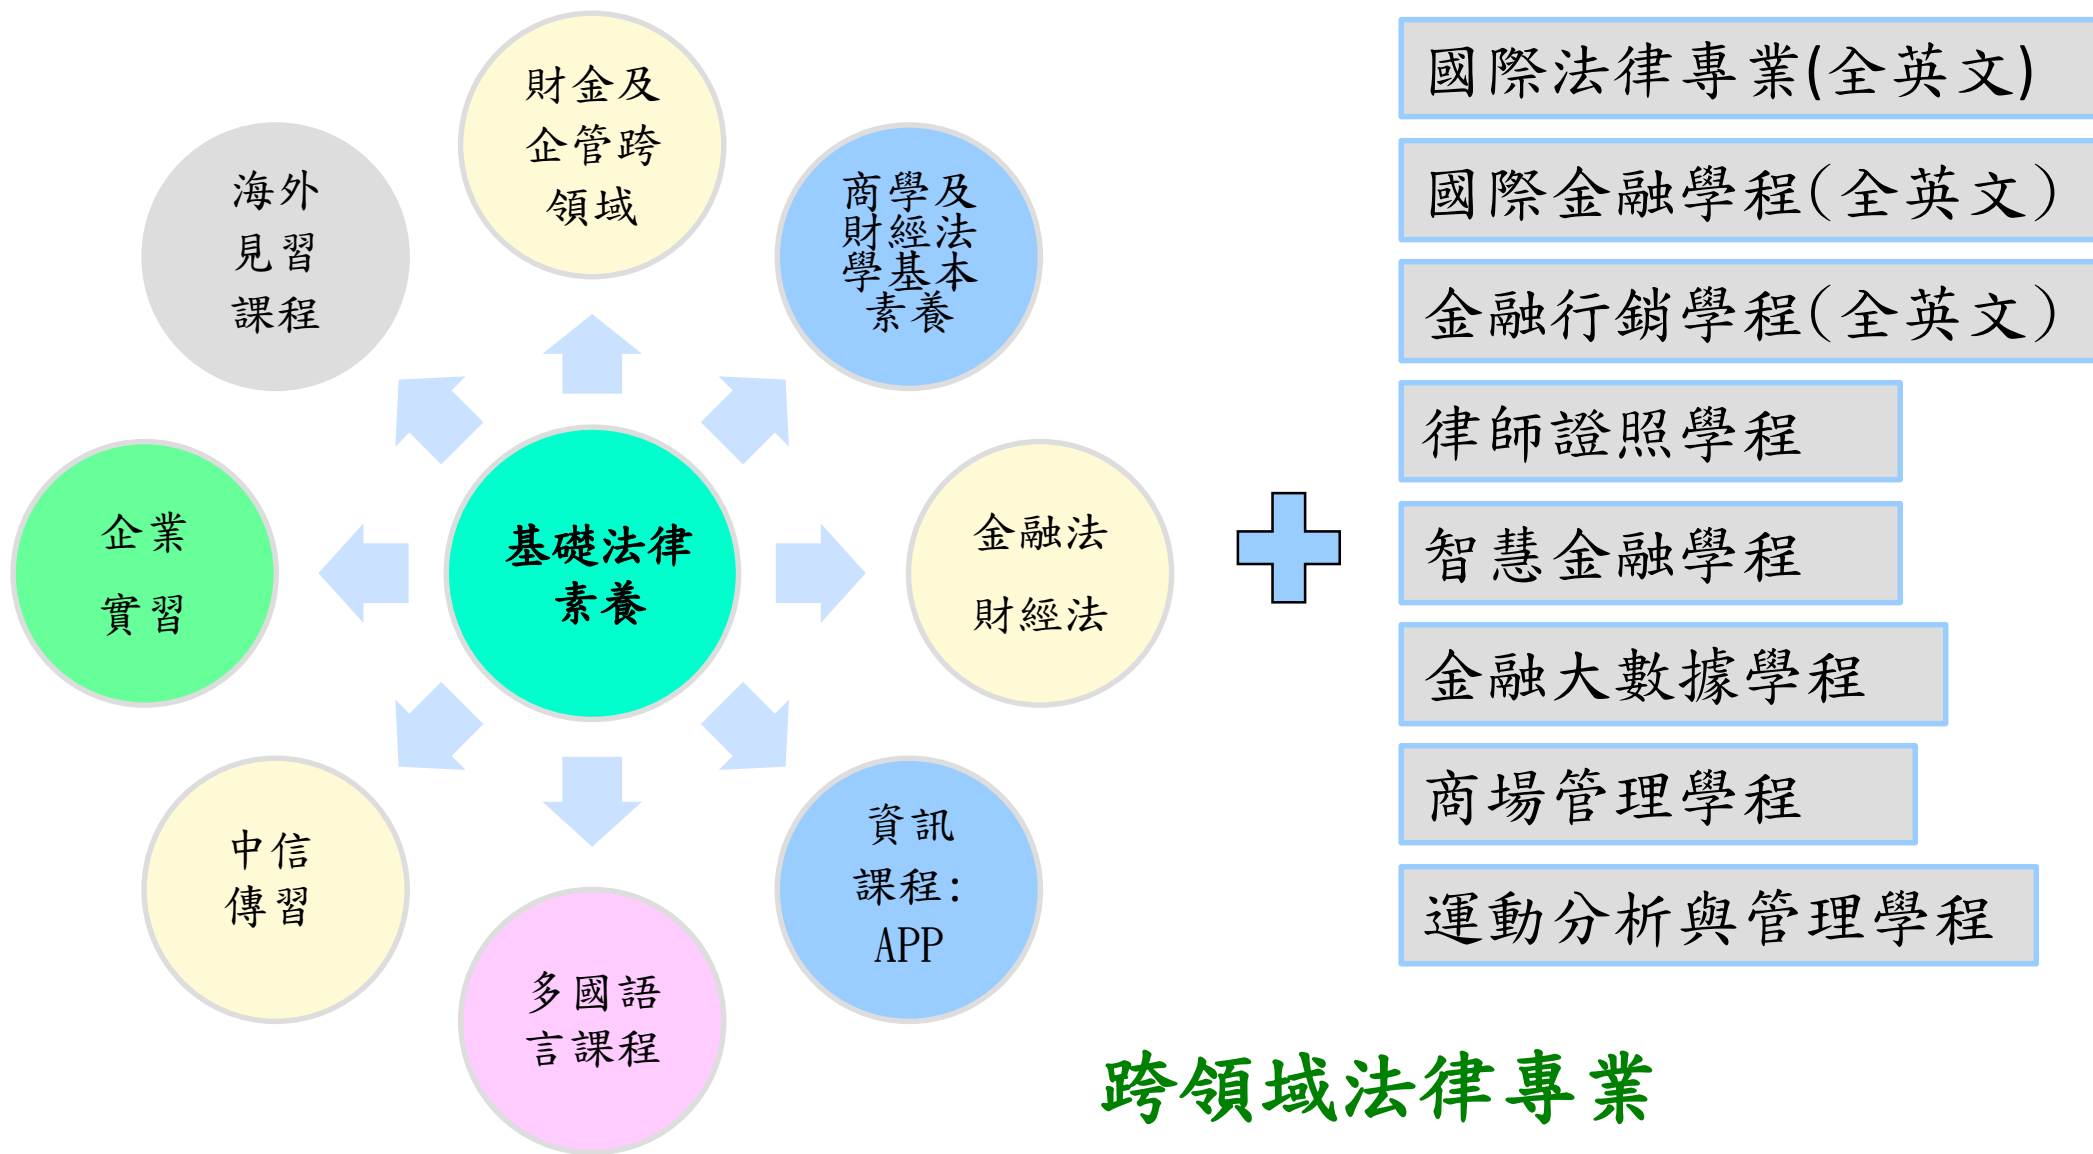 財金及
企管跨
領域
商學及
財經法
學基本
素養
金融法
財經法
資訊
課程:
APP
多國語
言課程
中信
傳習
企業
實習
海外
見習
課程
基礎法律
素養
國際法律專業(全英文)
國際金融學程(全英文)
金融行銷學程(全英文)
律師證照學程
智慧金融學程
金融大數據學程
商場管理學程
運動分析與管理學程
跨領域法律專業